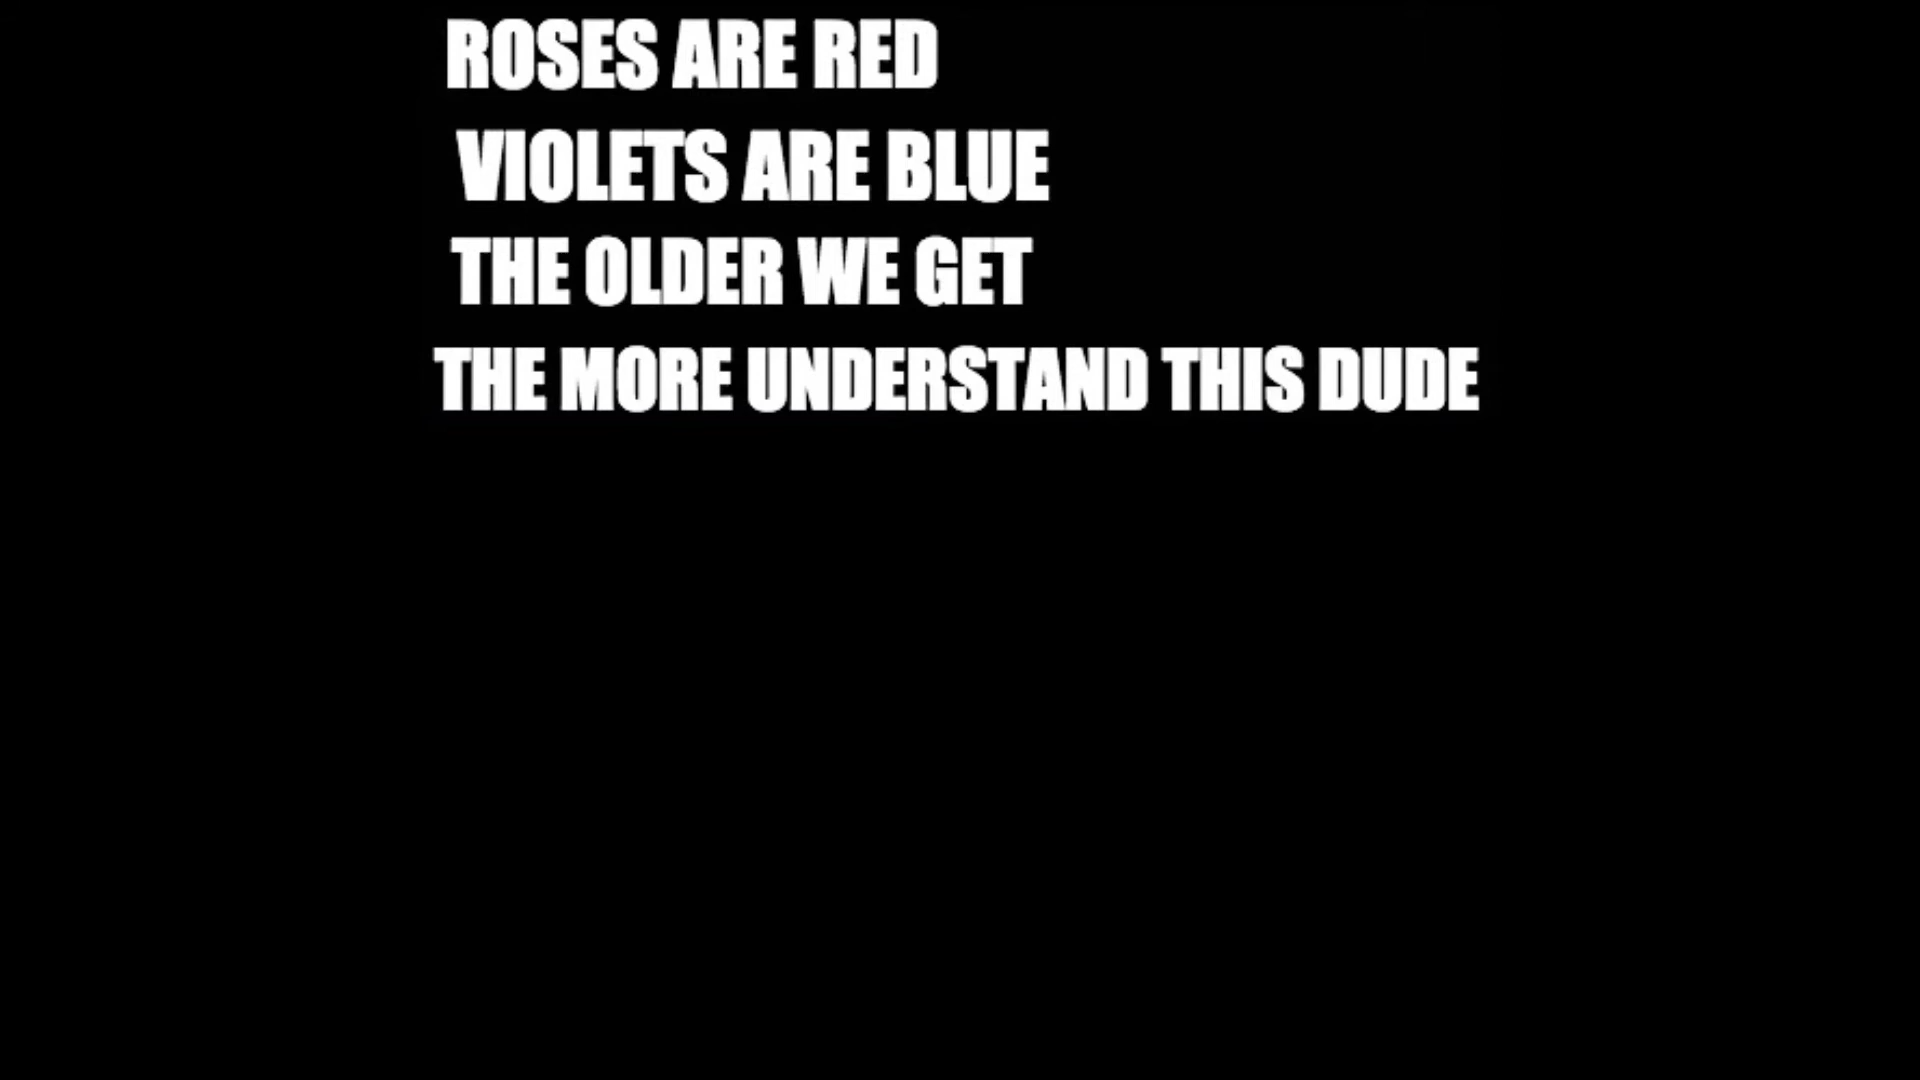 ROSES ARE RED
VIOLETS ARE BLUE
THE OLDER WE GET
THE MORE UNDERSTAND THIS DUDE